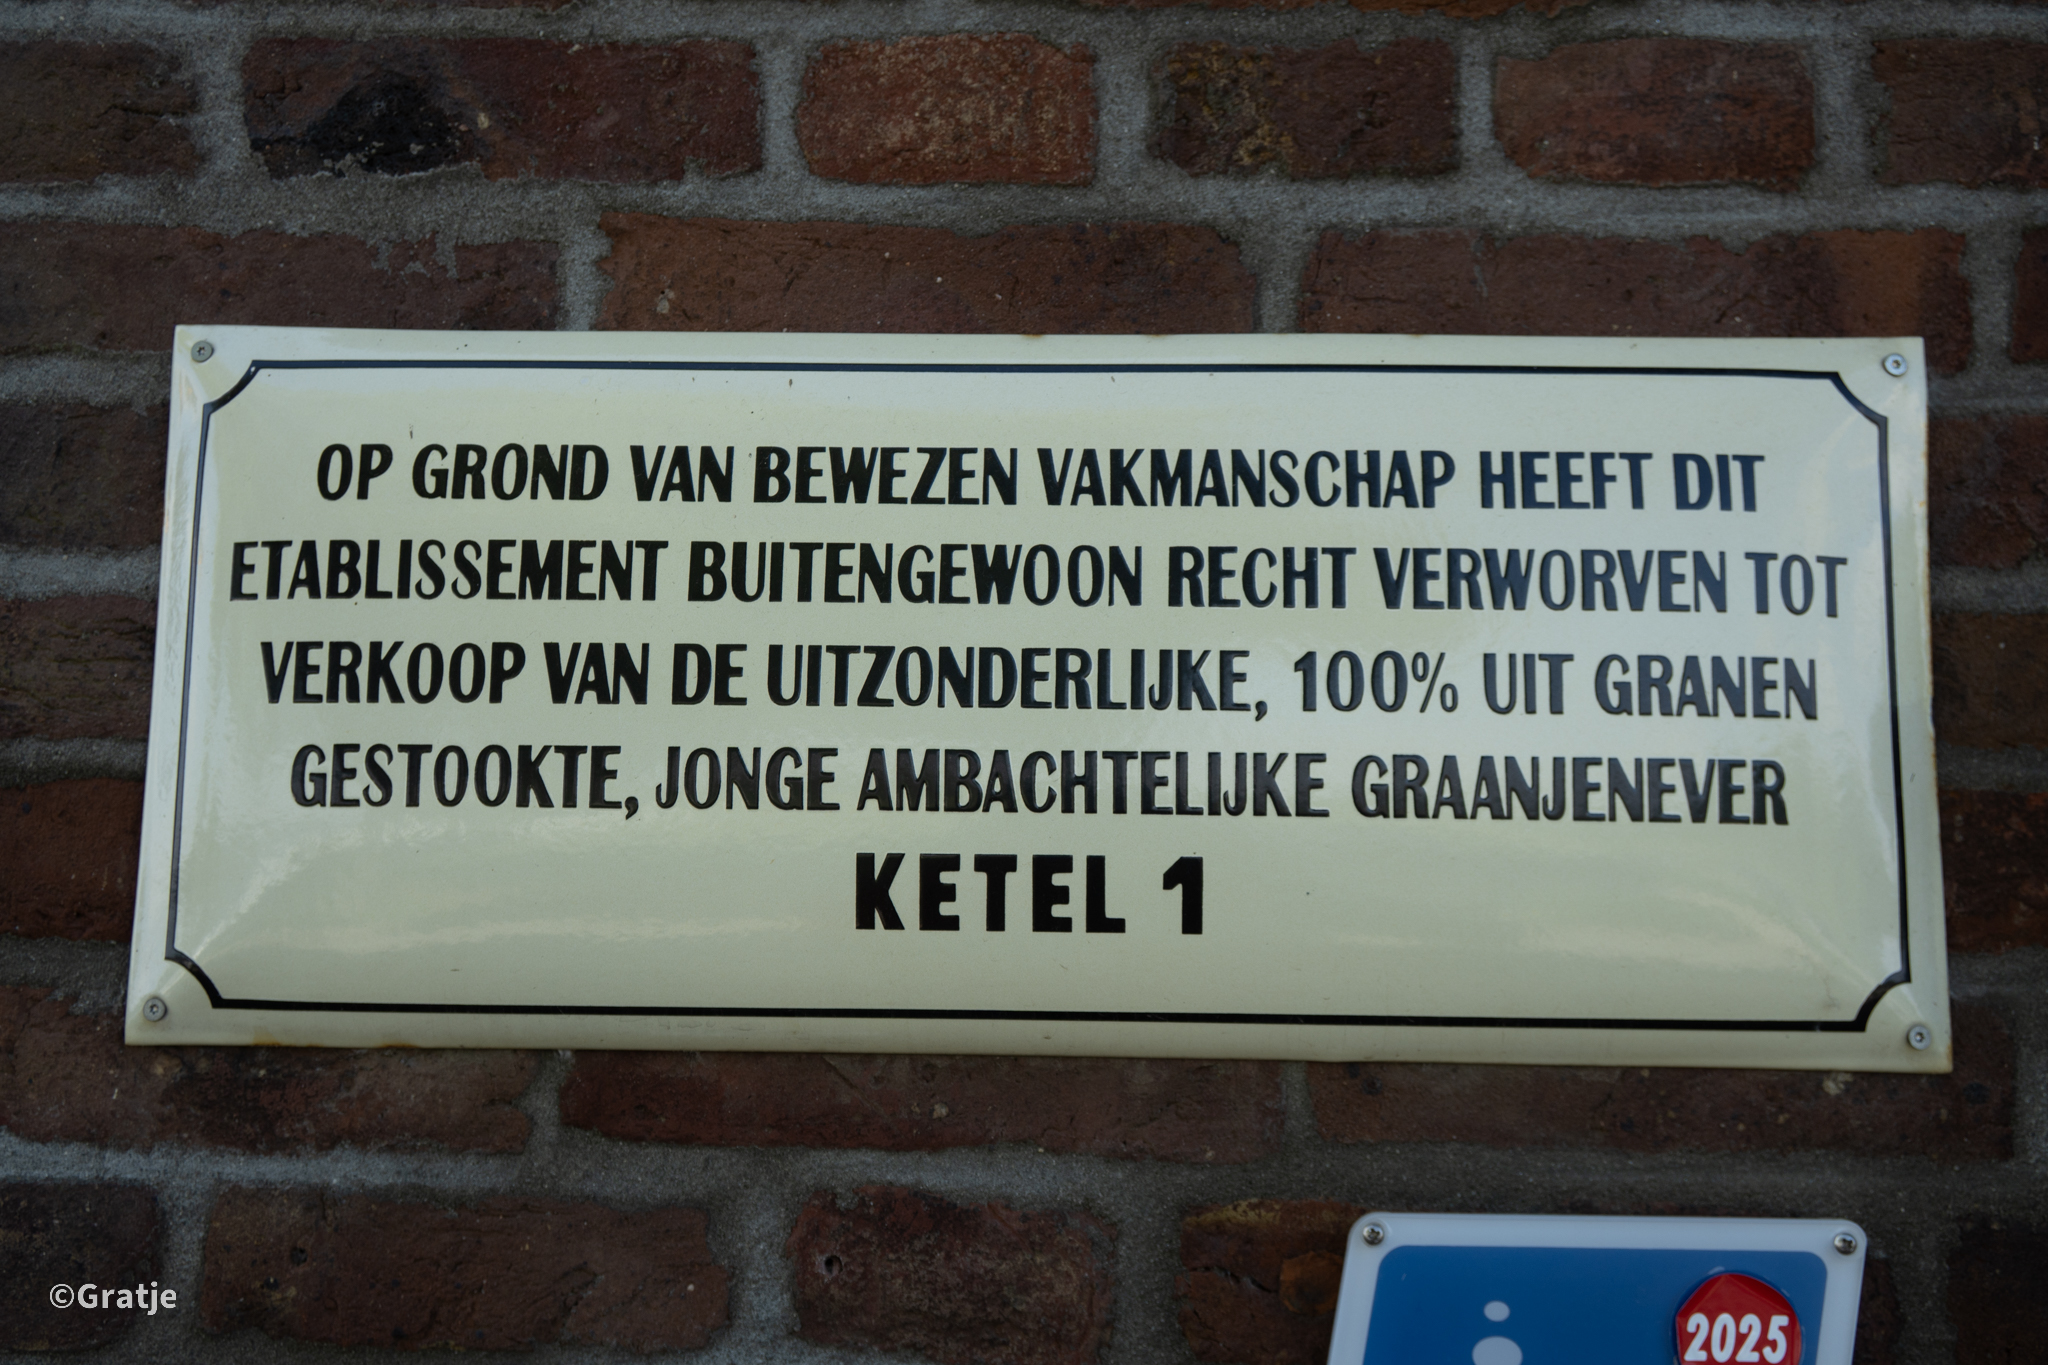 OP GROND VAN BEWEZEN VAKMANSCHAP HEEFT DIT
ETABLISSEMENT BUITENGEWOON RECHT VERWORVEN TOT
VERKOOP VAN DE UITZONDERLIJKE, 100% UIT GRANEN
GESTOOKTE, JONGE AMBACHTELIJKE GRAANJENEVER
KETEL 1
2025
©Gratje